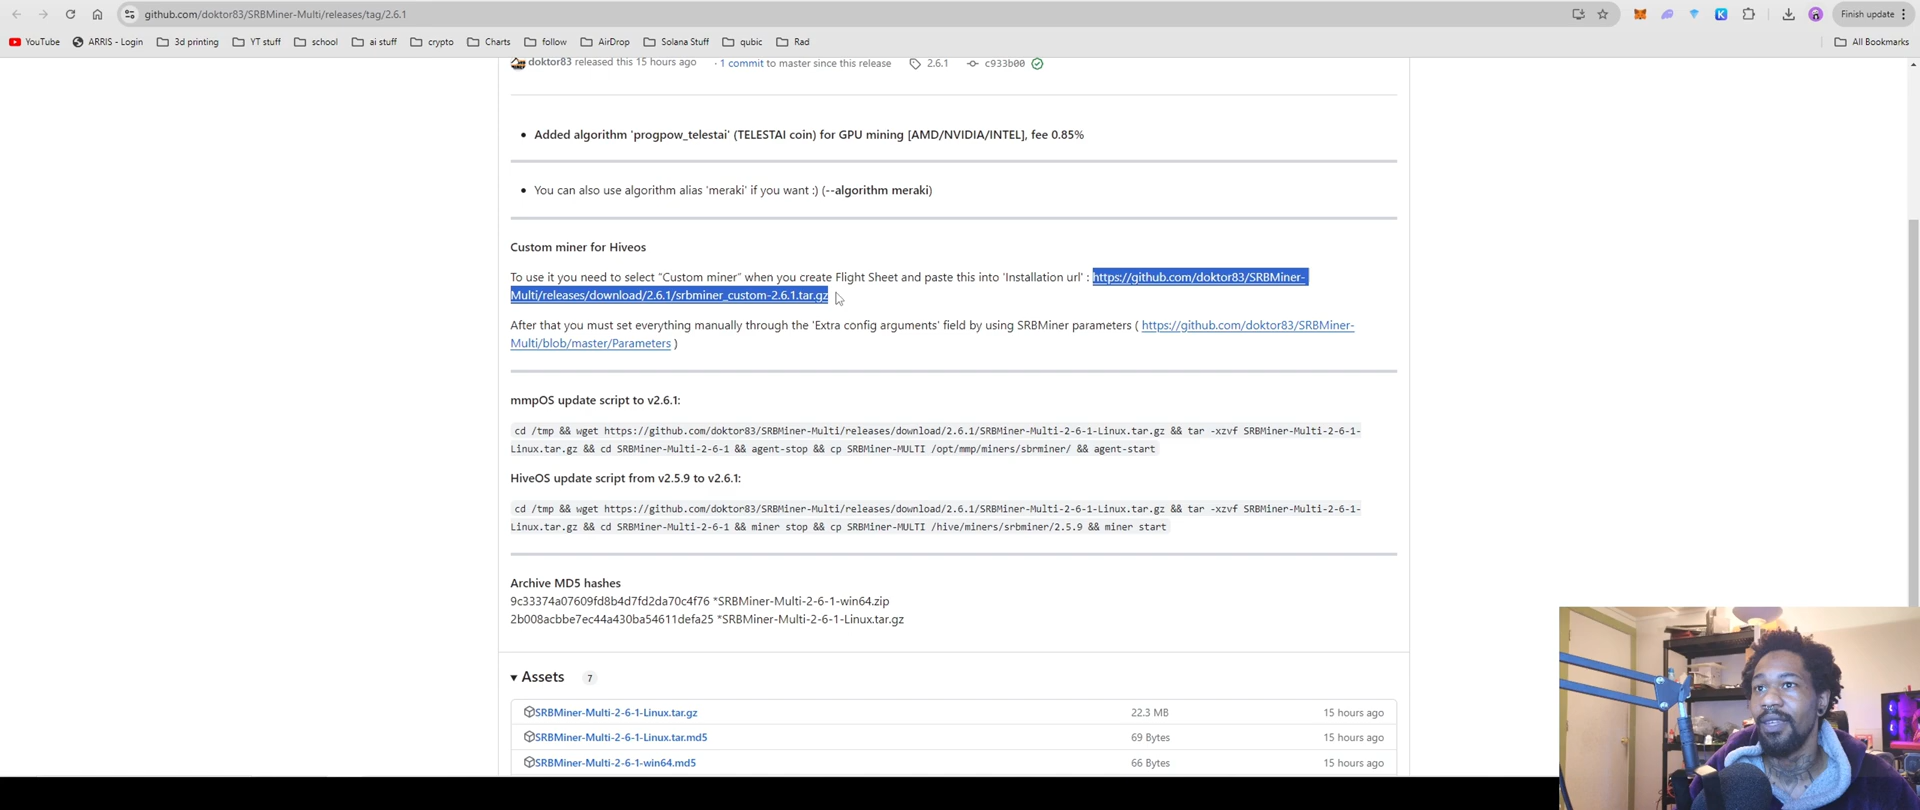 github.com/doktor83/SRBMiner-Multi/releases/tag/2.6.1
Finish update
YouTube
ARRIS - Login
3d printing
YT stuff
school
ai stuff
crypto
Charts
follow
AirDrop
Solana Stuff
qubic
Rad
All Bookmarks
doktor83 released this 15 hours ago · 1 commit to master since this release 2.6.1 c933b00
• Added algorithm 'progpow_telestai' (TELESTAI coin) for GPU mining [AMD/NVIDIA/INTEL], fee 0.85%
• You can also use algorithm alias 'meraki' if you want :) (--algorithm meraki)
Custom miner for Hiveos
To use it you need to select "Custom miner" when you create Flight Sheet and paste this into 'Installation url' : https://github.com/doktor83/SRBMiner-
Multi/releases/download/2.6.1/srbminer_custom-2.6.1.tar.gz
After that you must set everything manually through the 'Extra config arguments' field by using SRBMiner parameters ( https://github.com/doktor83/SRBMiner-
Multi/blob/master/Parameters )
mmpOS update script to v2.6.1:
cd /tmp && wget https://github.com/doktor83/SRBMiner-Multi/releases/download/2.6.1/SRBMiner-Multi-2-6-1-Linux.tar.gz && tar -xzvf SRBMiner-Multi-2-6-1-
Linux.tar.gz && cd SRBMiner-Multi-2-6-1 && agent-stop && cp SRBMiner-MULTI /opt/mmp/miners/sbrminer/ && agent-start
HiveOS update script from v2.5.9 to v2.6.1:
cd /tmp && wget https://github.com/doktor83/SRBMiner-Multi/releases/download/2.6.1/SRBMiner-Multi-2-6-1-Linux.tar.gz && tar -xzvf SRBMiner-Multi-2-6-1-
Linux.tar.gz && cd SRBMiner-Multi-2-6-1 && miner stop && cp SRBMiner-MULTI /hive/miners/srbminer/2.5.9 && miner start
Archive MD5 hashes
9c33374a07609fd8b4d7fd2da70c4f76 *SRBMiner-Multi-2-6-1-win64.zip
2b008acbbe7ec44a430ba54611defa25 *SRBMiner-Multi-2-6-1-Linux.tar.gz
Assets 7
SRBMiner-Multi-2-6-1-Linux.tar.gz 22.3 MB 15 hours ago
SRBMiner-Multi-2-6-1-Linux.tar.md5 69 Bytes 15 hours ago
SRBMiner-Multi-2-6-1-win64.md5 66 Bytes 15 hours ago